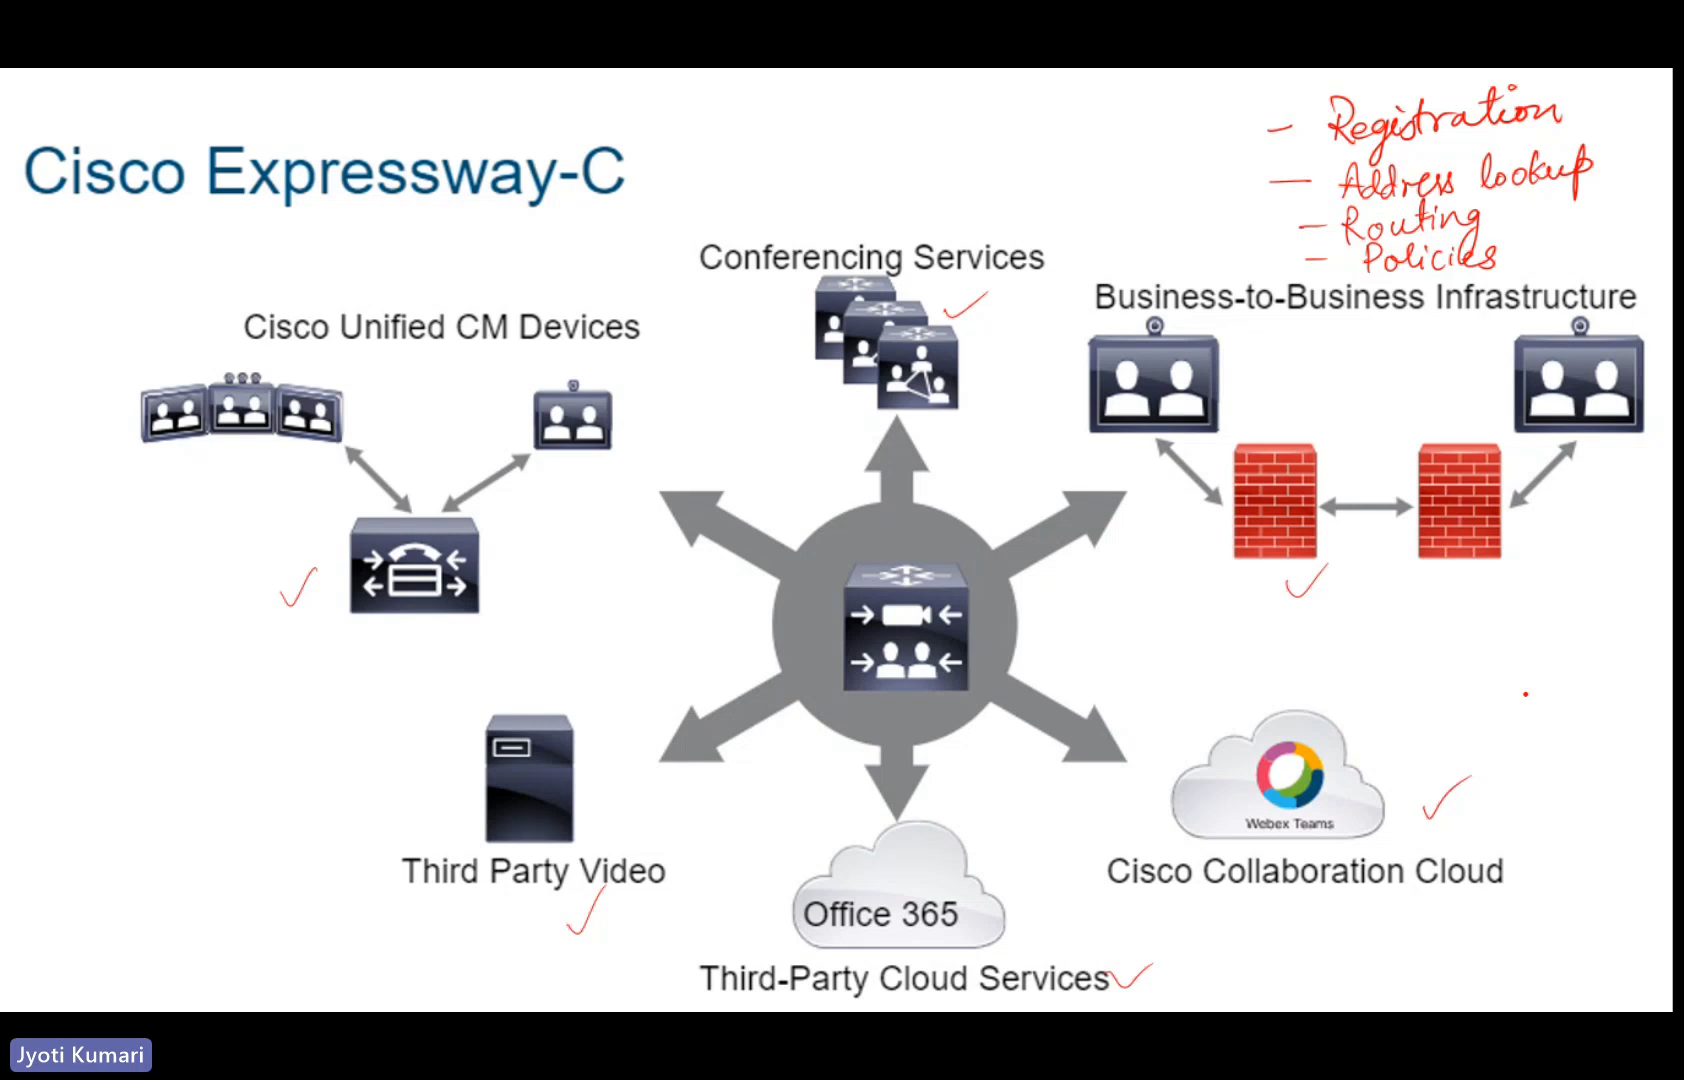 – Registration
– Address lookup
– Routing
– Policies
Cisco Expressway-C
Conferencing Services
Business-to-Business Infrastructure
Cisco Unified CM Devices
Webex Teams
Third Party Video
Cisco Collaboration Cloud
Office 365
Third-Party Cloud Services
Jyoti Kumari